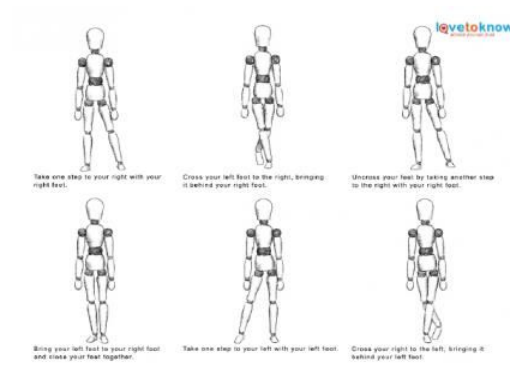 lovetoknow
Take one step to your right with your
right foot.
Cross your left foot to the right, bringing
it behind your right foot.
Uncross your feet by taking another step
to the right with your right foot.
Bring your left foot to your right foot
and close your feet together.
Take one step to your left with your left foot.
Cross your right to the left, bringing it
behind your left foot.